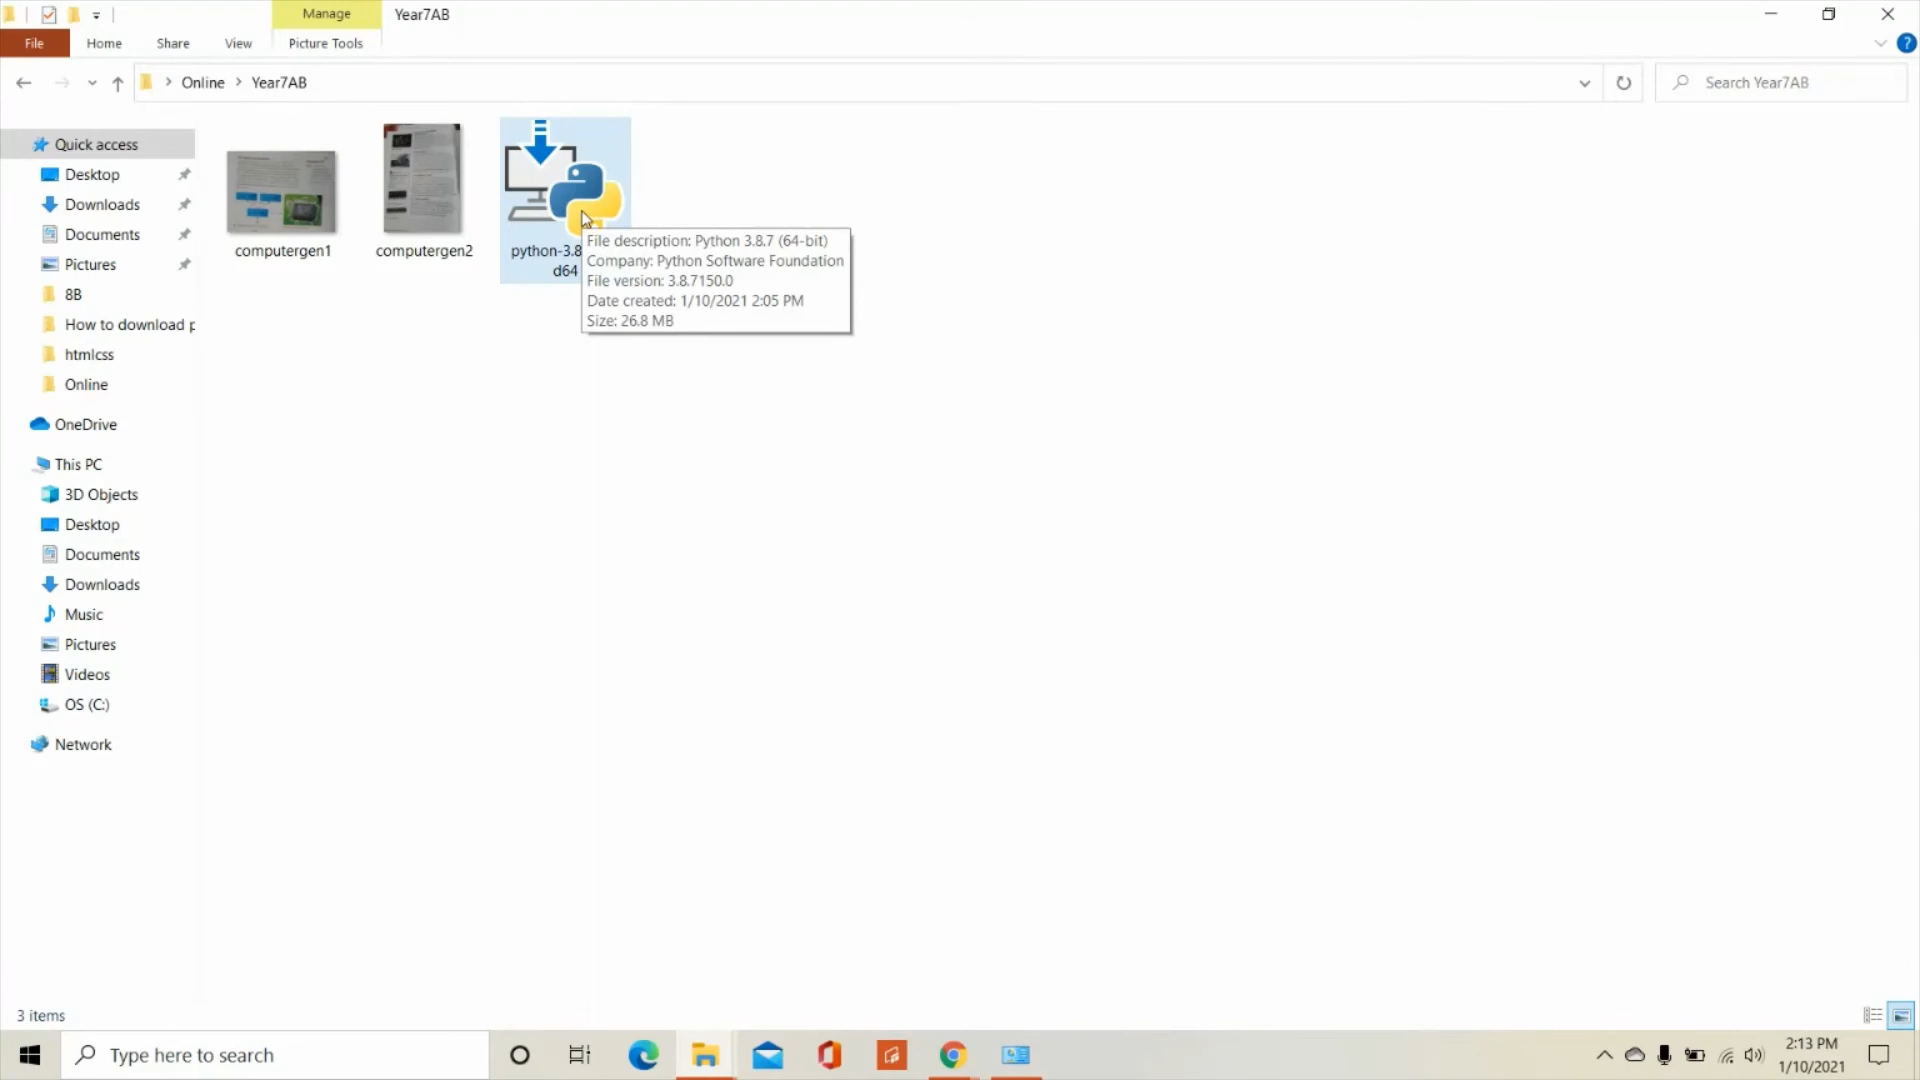 Manage
Year7AB
File
Home
Share
View
Picture Tools
Online
Year7AB
Search Year7AB
Quick access
Desktop
Downloads
Documents
Pictures
8B
How to download p
htmlcss
Online
OneDrive
This PC
3D Objects
Desktop
Documents
Downloads
Music
Pictures
Videos
OS (C:)
Network
computergen1
computergen2
python-3.8
d64
File description: Python 3.8.7 (64-bit)
Company: Python Software Foundation
File version: 3.8.7150.0
Date created: 1/10/2021 2:05 PM
Size: 26.8 MB
3 items
Type here to search
2:13 PM
1/10/2021